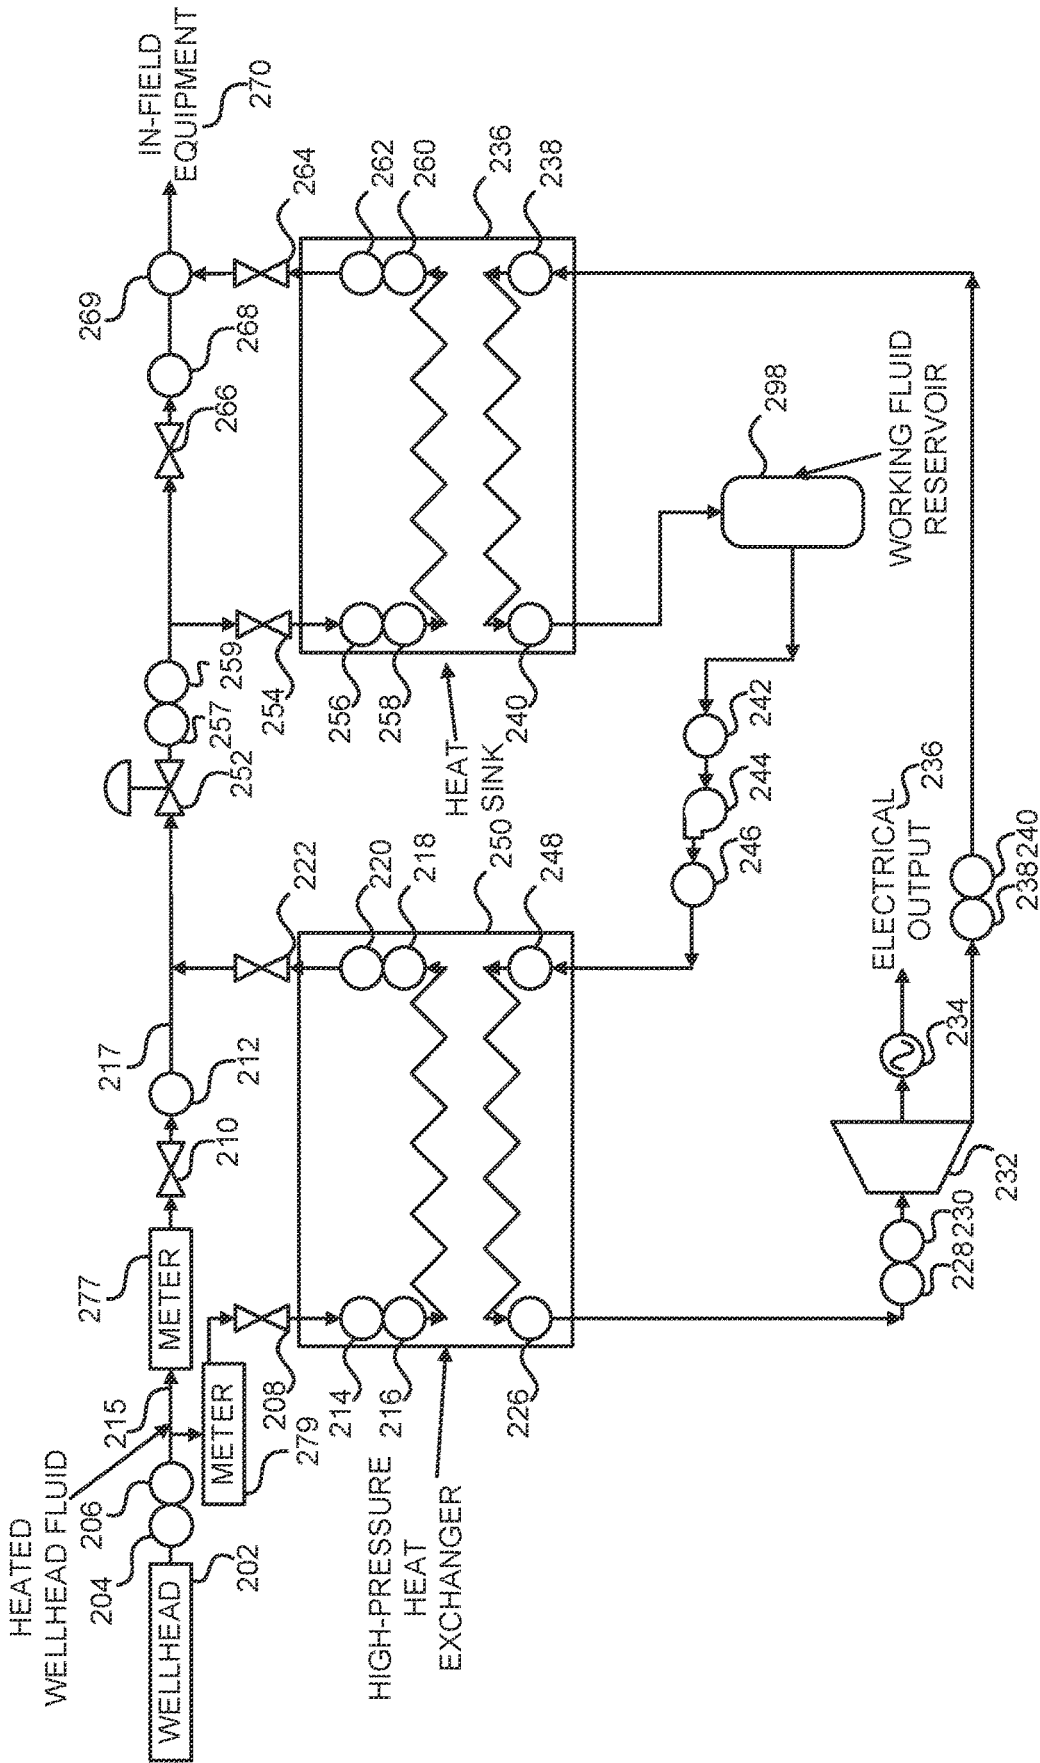 HEATED
WELLHEAD FLUID
WELLHEAD
202
204
206
215
METER
277
METER
279
208
210
212
217
222
252
257
259
254
266
268
269
264
IN-FIELD
EQUIPMENT
270
HIGH-PRESSURE
HEAT
EXCHANGER
214
216
226
220
218
250
248
HEAT
SINK
256
258
240
262
260
236
238
242
244
246
298
WORKING FLUID
RESERVOIR
228
230
232
234
ELECTRICAL
OUTPUT
236
238
240